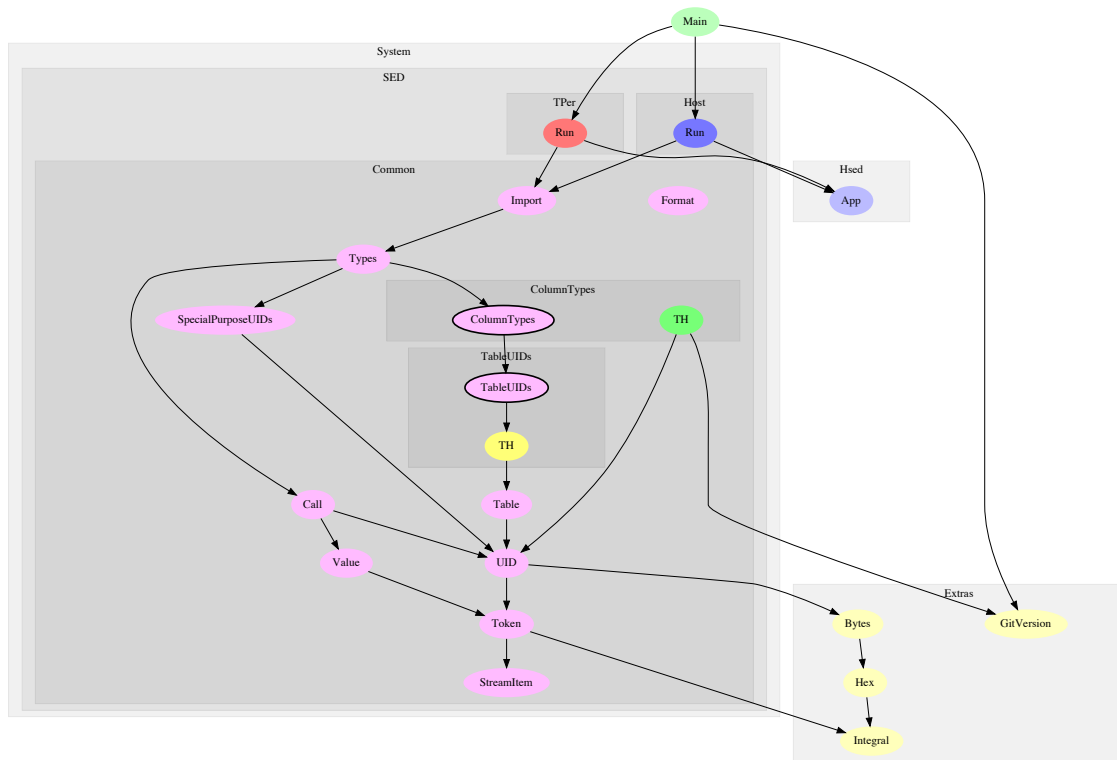 Main
System
SED
TPer
Host
Run
Run
Common
Hsed
Import
Format
App
Types
ColumnTypes
SpecialPurposeUIDs
ColumnTypes
TH
TableUIDs
TableUIDs
TH
Call
Table
Value
UID
Extras
Token
Bytes
GitVersion
StreamItem
Hex
Integral